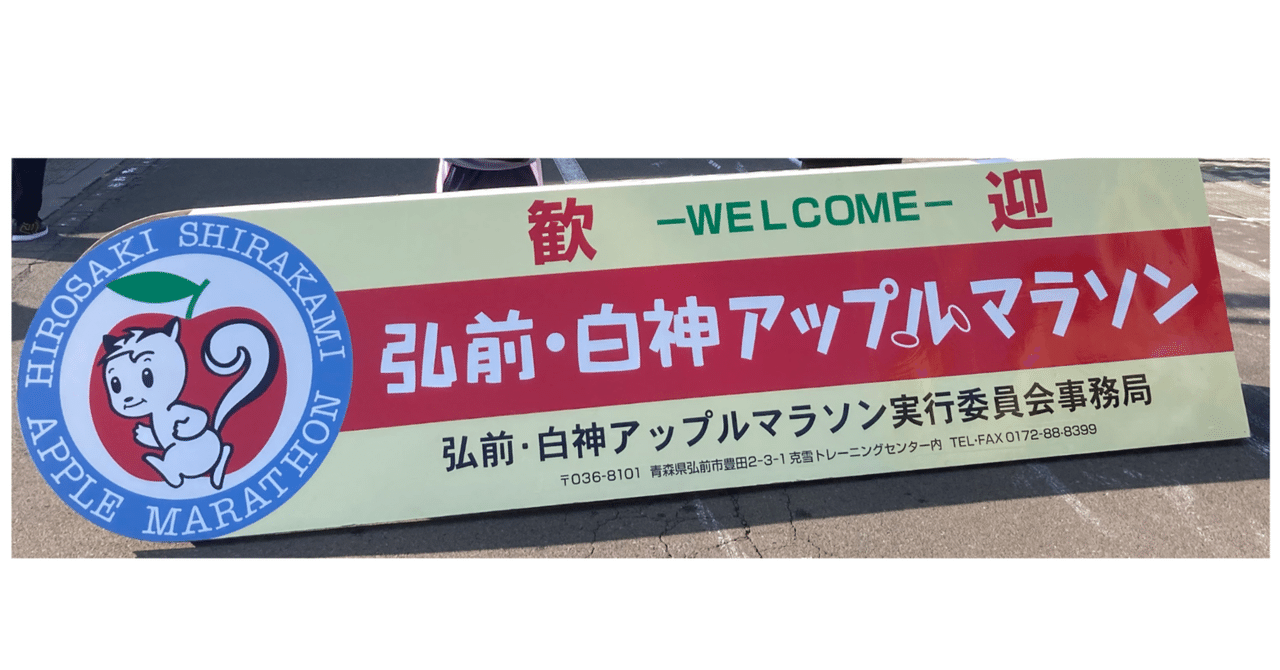 HIROSAKI SHIRAKAMI
APPLE MARATHON
歓 −WELCOME− 迎
弘前・白神アップルマラソン
弘前・白神アップルマラソン実行委員会事務局
〒036-8101 青森県弘前市豊田2-3-1克雪トレーニングセンター内 TEL・FAX 0172-88-8399